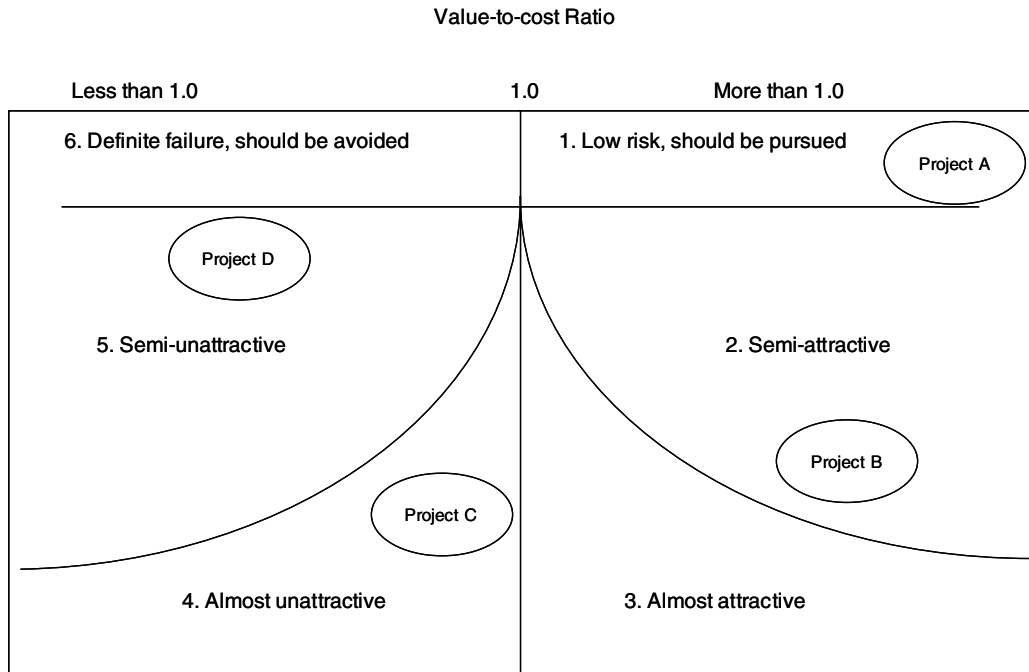 Value-to-cost Ratio
Less than 1.0
1.0
More than 1.0
6. Definite failure, should be avoided
1. Low risk, should be pursued
Project A
Project D
5. Semi-unattractive
2. Semi-attractive
Project B
Project C
4. Almost unattractive
3. Almost attractive